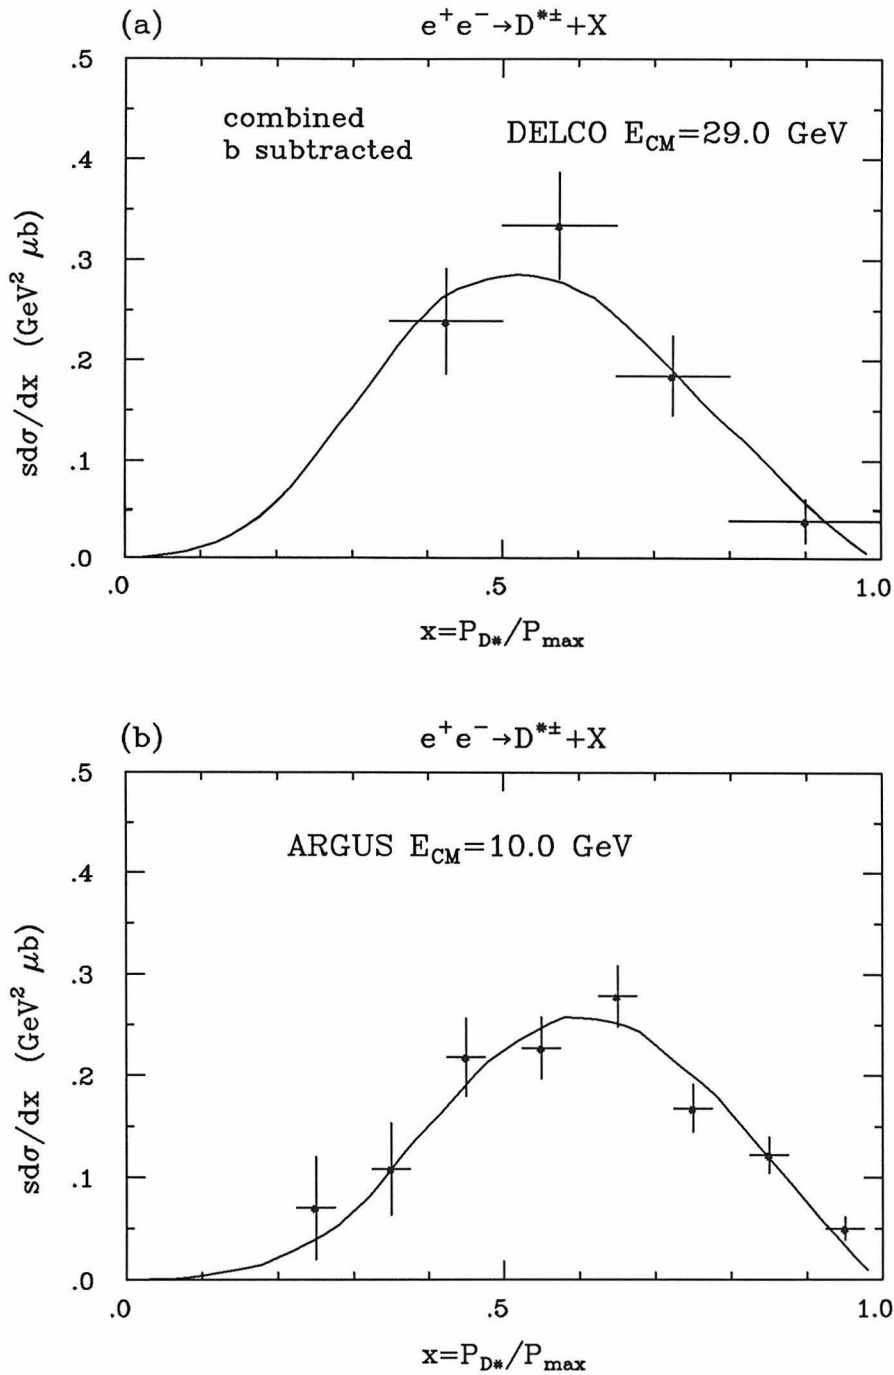 (a)
e⁺e⁻→D*±+X
.5
combined
b subtracted
DELCO E_CM=29.0 GeV
.4
.3
.2
.1
.0
sdσ/dx (GeV² μb)
.0 .5 1.0
x=P_D*/P_max
(b)
e⁺e⁻→D*±+X
.5
ARGUS E_CM=10.0 GeV
.4
.3
.2
.1
.0
sdσ/dx (GeV² μb)
.0 .5 1.0
x=P_D*/P_max